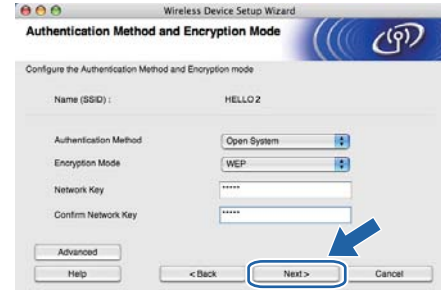 Wireless Device Setup Wizard
Authentication Method and Encryption Mode
Configure the Authentication Method and Encryption mode
Name (SSID) : HELLO2
Authentication Method Open System
Encryption Mode WEP
Network Key *****
Confirm Network Key *****
Advanced
Help < Back Next > Cancel